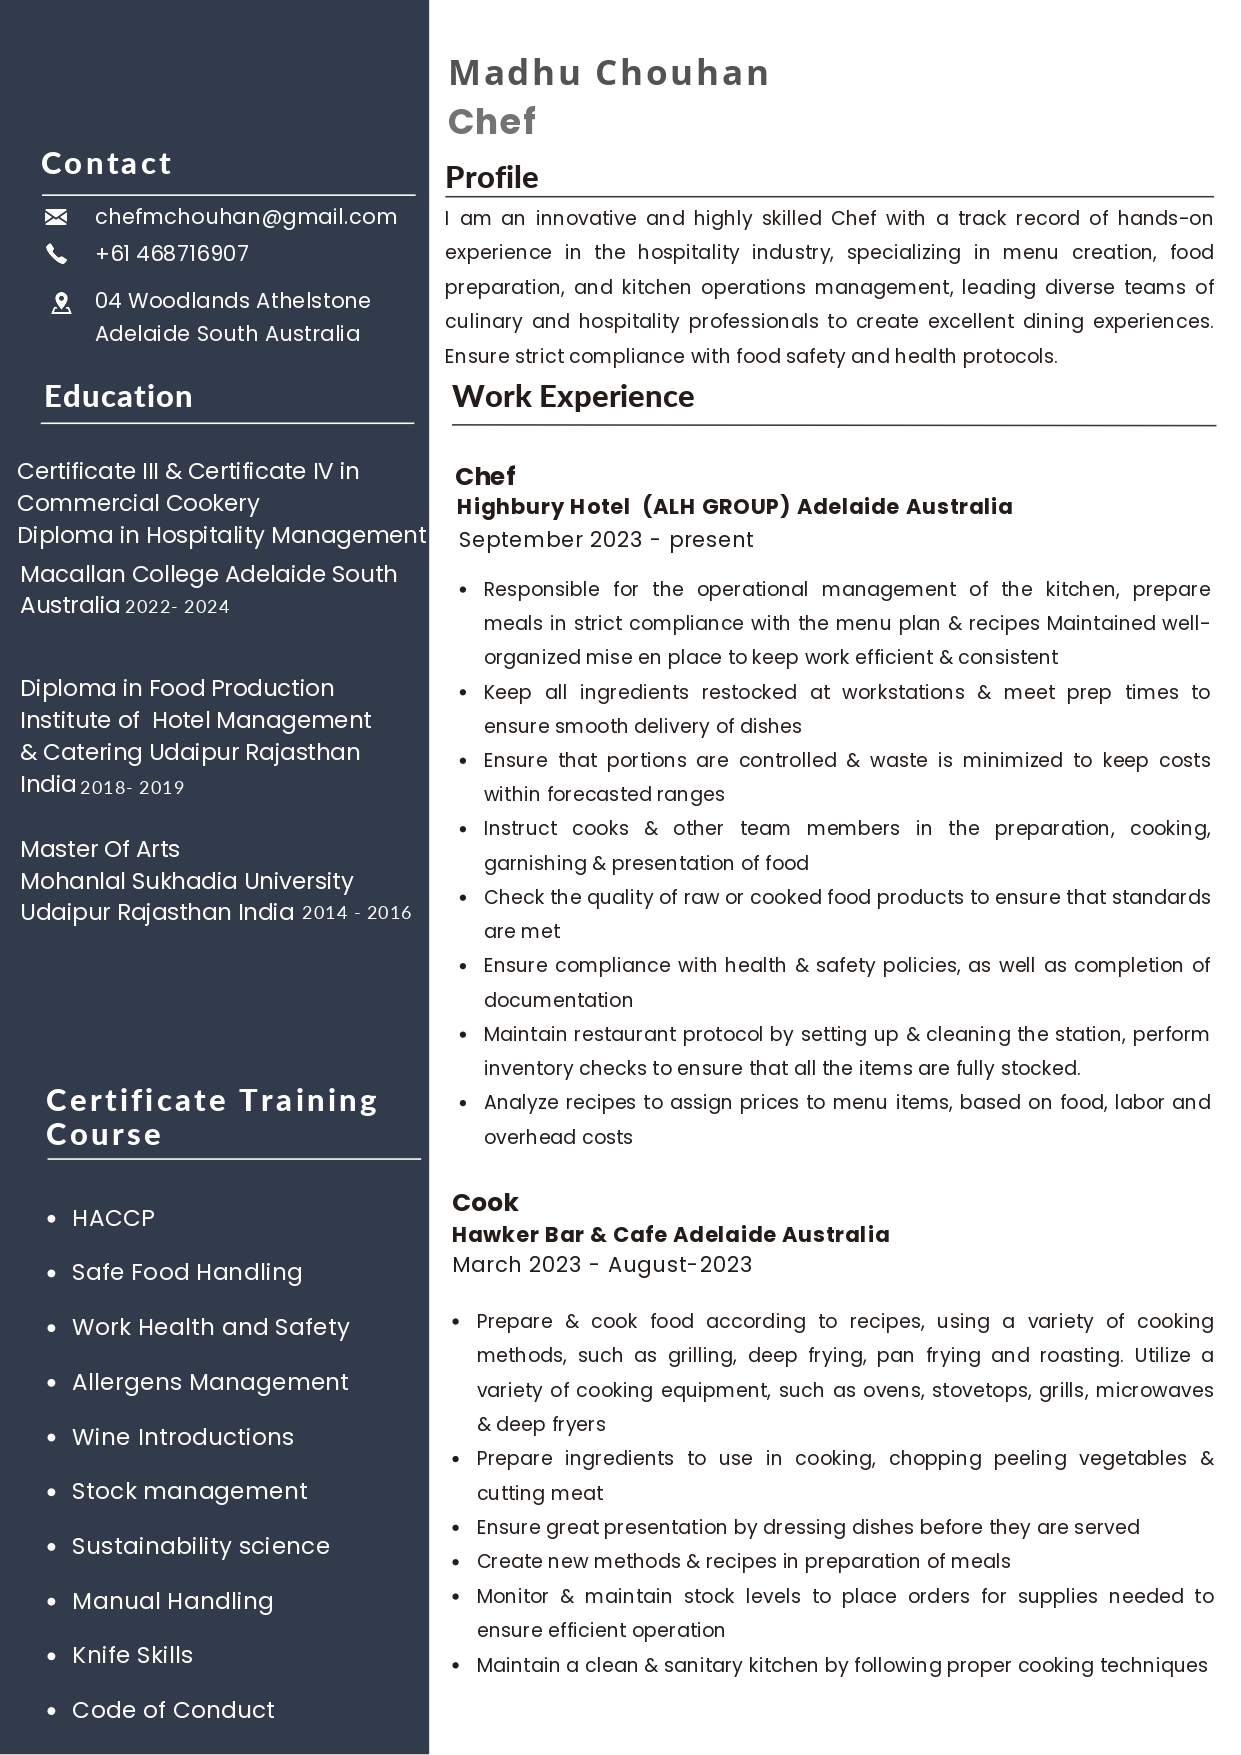 Madhu Chouhan
Chef
Contact
chefmchouhan@gmail.com
+61 468716907
04 Woodlands Athelstone
Adelaide South Australia
Education
Certificate III & Certificate IV in
Commercial Cookery
Diploma in Hospitality Management
Macallan College Adelaide South
Australia 2022- 2024
Diploma in Food Production
Institute of  Hotel Management
& Catering Udaipur Rajasthan
India 2018- 2019
Master Of Arts
Mohanlal Sukhadia University
Udaipur Rajasthan India 2014 - 2016
Certificate Training
Course
• HACCP
• Safe Food Handling
• Work Health and Safety
• Allergens Management
• Wine Introductions
• Stock management
• Sustainability science
• Manual Handling
• Knife Skills
• Code of Conduct
Profile
I am an innovative and highly skilled Chef with a track record of hands-on
experience in the hospitality industry, specializing in menu creation, food
preparation, and kitchen operations management, leading diverse teams of
culinary and hospitality professionals to create excellent dining experiences.
Ensure strict compliance with food safety and health protocols.
Work Experience
Chef
Highbury Hotel  (ALH GROUP) Adelaide Australia
September 2023 - present
• Responsible for the operational management of the kitchen, prepare
meals in strict compliance with the menu plan & recipes Maintained well-
organized mise en place to keep work efficient & consistent
• Keep all ingredients restocked at workstations & meet prep times to
ensure smooth delivery of dishes
• Ensure that portions are controlled & waste is minimized to keep costs
within forecasted ranges
• Instruct cooks & other team members in the preparation, cooking,
garnishing & presentation of food
• Check the quality of raw or cooked food products to ensure that standards
are met
• Ensure compliance with health & safety policies, as well as completion of
documentation
• Maintain restaurant protocol by setting up & cleaning the station, perform
inventory checks to ensure that all the items are fully stocked.
• Analyze recipes to assign prices to menu items, based on food, labor and
overhead costs
Cook
Hawker Bar & Cafe Adelaide Australia
March 2023 - August-2023
• Prepare & cook food according to recipes, using a variety of cooking
methods, such as grilling, deep frying, pan frying and roasting. Utilize a
variety of cooking equipment, such as ovens, stovetops, grills, microwaves
& deep fryers
• Prepare ingredients to use in cooking, chopping peeling vegetables &
cutting meat
• Ensure great presentation by dressing dishes before they are served
• Create new methods & recipes in preparation of meals
• Monitor & maintain stock levels to place orders for supplies needed to
ensure efficient operation
• Maintain a clean & sanitary kitchen by following proper cooking techniques